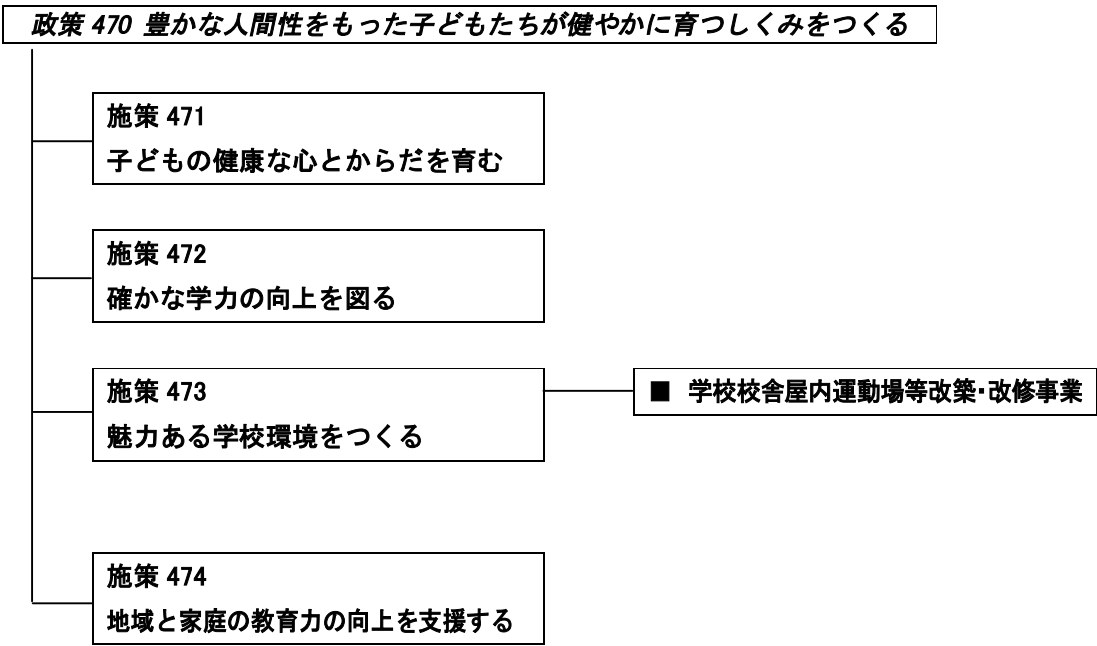 政策 470 豊かな人間性をもった子どもたちが健やかに育つしくみをつくる
施策 471
子どもの健康な心とからだを育む
施策 472
確かな学力の向上を図る
施策 473
魅力ある学校環境をつくる
■ 学校校舎屋内運動場等改築・改修事業
施策 474
地域と家庭の教育力の向上を支援する